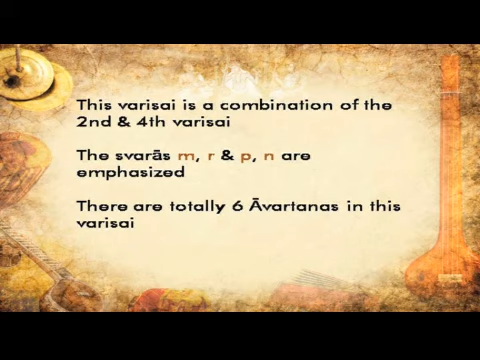 This varisai is a combination of the
2nd & 4th varisai
The svarās m, r & p, n are
emphasized
There are totally 6 Āvartanas in this
varisai